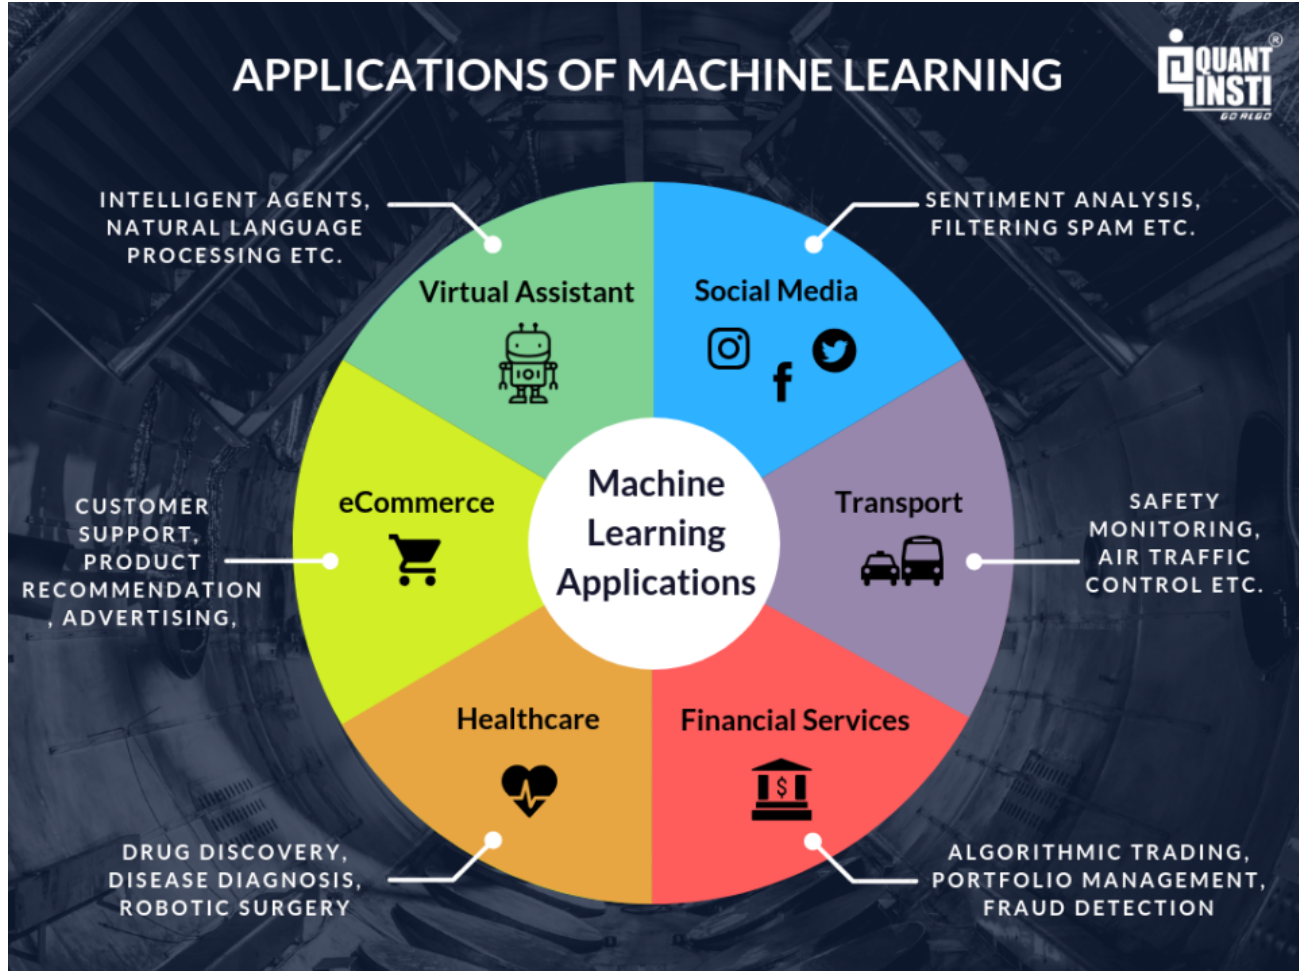 APPLICATIONS OF MACHINE LEARNING
QUANT
INSTI
®
GO ALGO
INTELLIGENT AGENTS,
NATURAL LANGUAGE
PROCESSING ETC.
SENTIMENT ANALYSIS,
FILTERING SPAM ETC.
Virtual Assistant
Social Media
CUSTOMER
SUPPORT,
PRODUCT
RECOMMENDATION
, ADVERTISING,
eCommerce
Machine
Learning
Applications
Transport
SAFETY
MONITORING,
AIR TRAFFIC
CONTROL ETC.
Healthcare
Financial Services
$
DRUG DISCOVERY,
DISEASE DIAGNOSIS,
ROBOTIC SURGERY
ALGORITHMIC TRADING,
PORTFOLIO MANAGEMENT,
FRAUD DETECTION